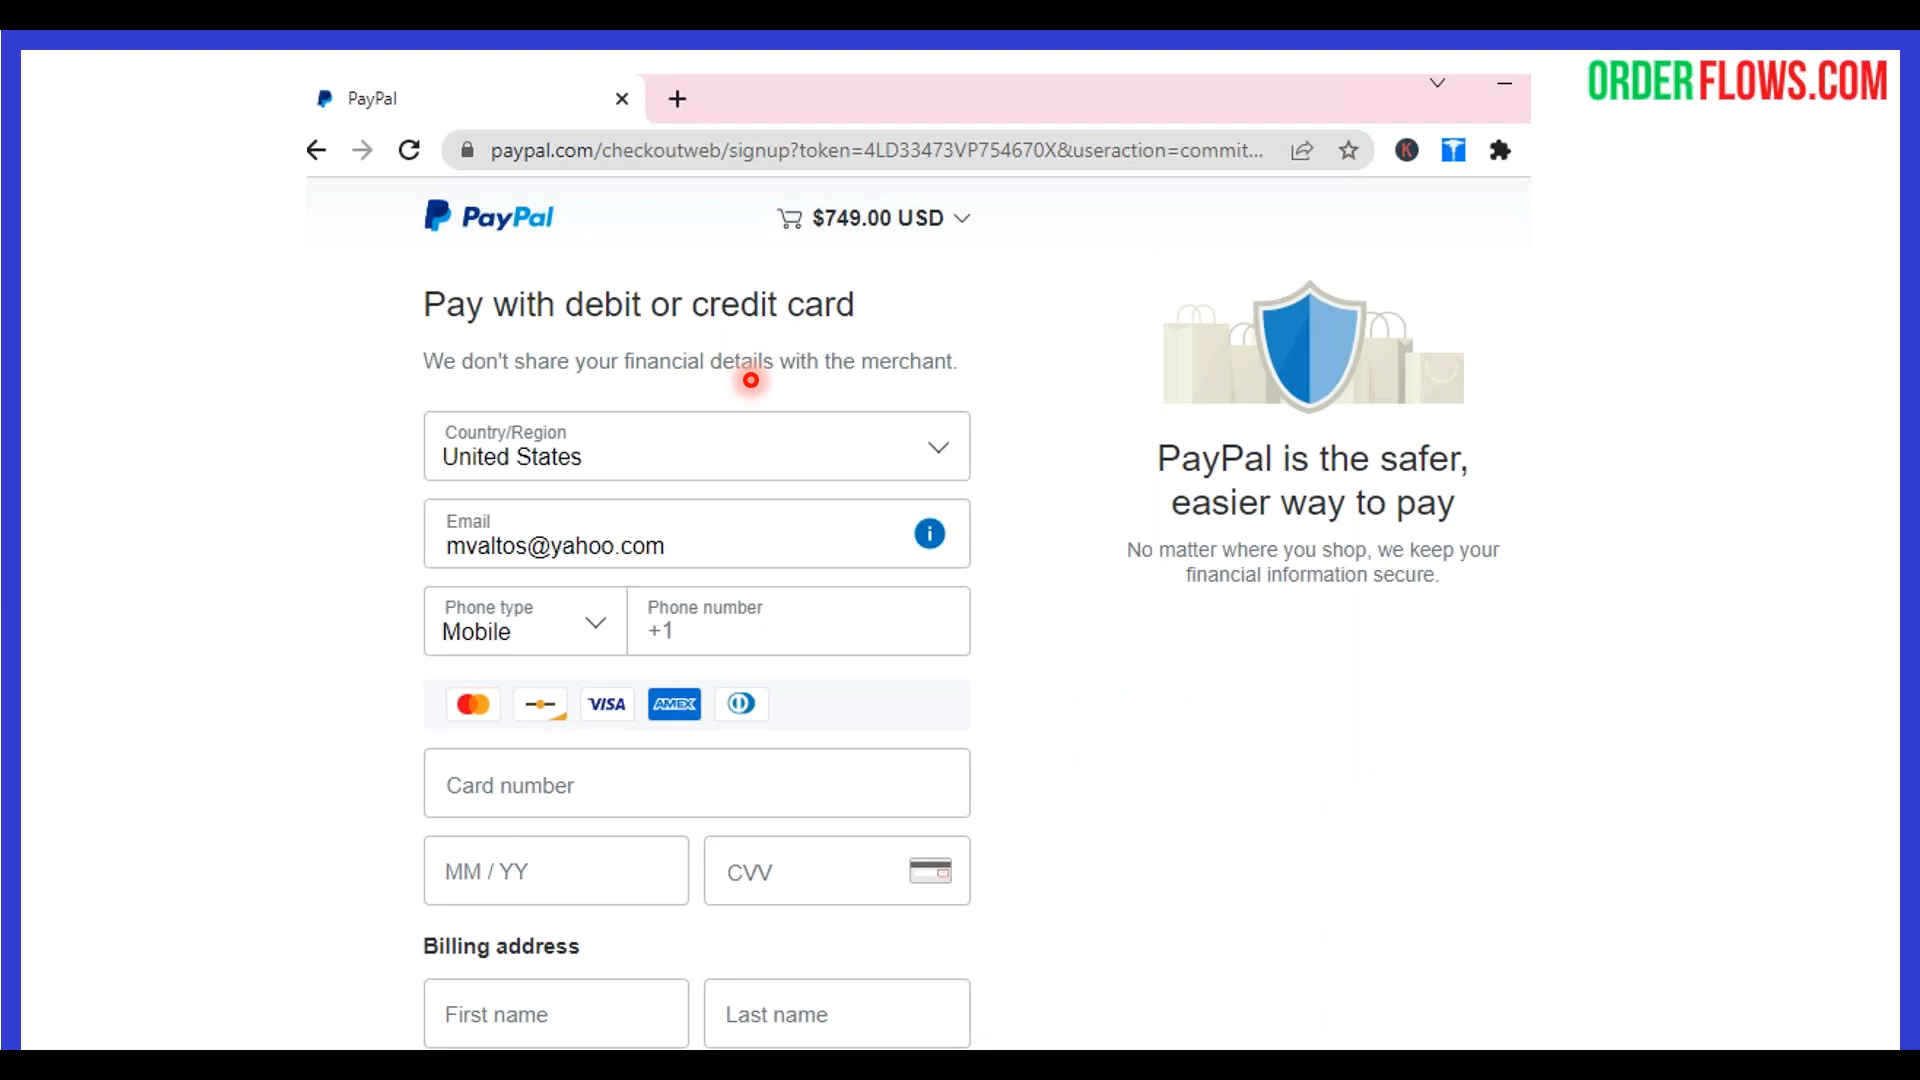 ORDERFLOWS.COM
PayPal
paypal.com/checkoutweb/signup?token=4LD33473VP754670X&useraction=commit...
K
PayPal
$749.00 USD
Pay with debit or credit card
We don't share your financial details with the merchant.
Country/Region
United States
Email
mvaltos@yahoo.com
i
Phone type
Mobile
Phone number
+1
VISA
AMEX
Card number
MM / YY
CVV
Billing address
First name
Last name
PayPal is the safer,
easier way to pay
No matter where you shop, we keep your
financial information secure.